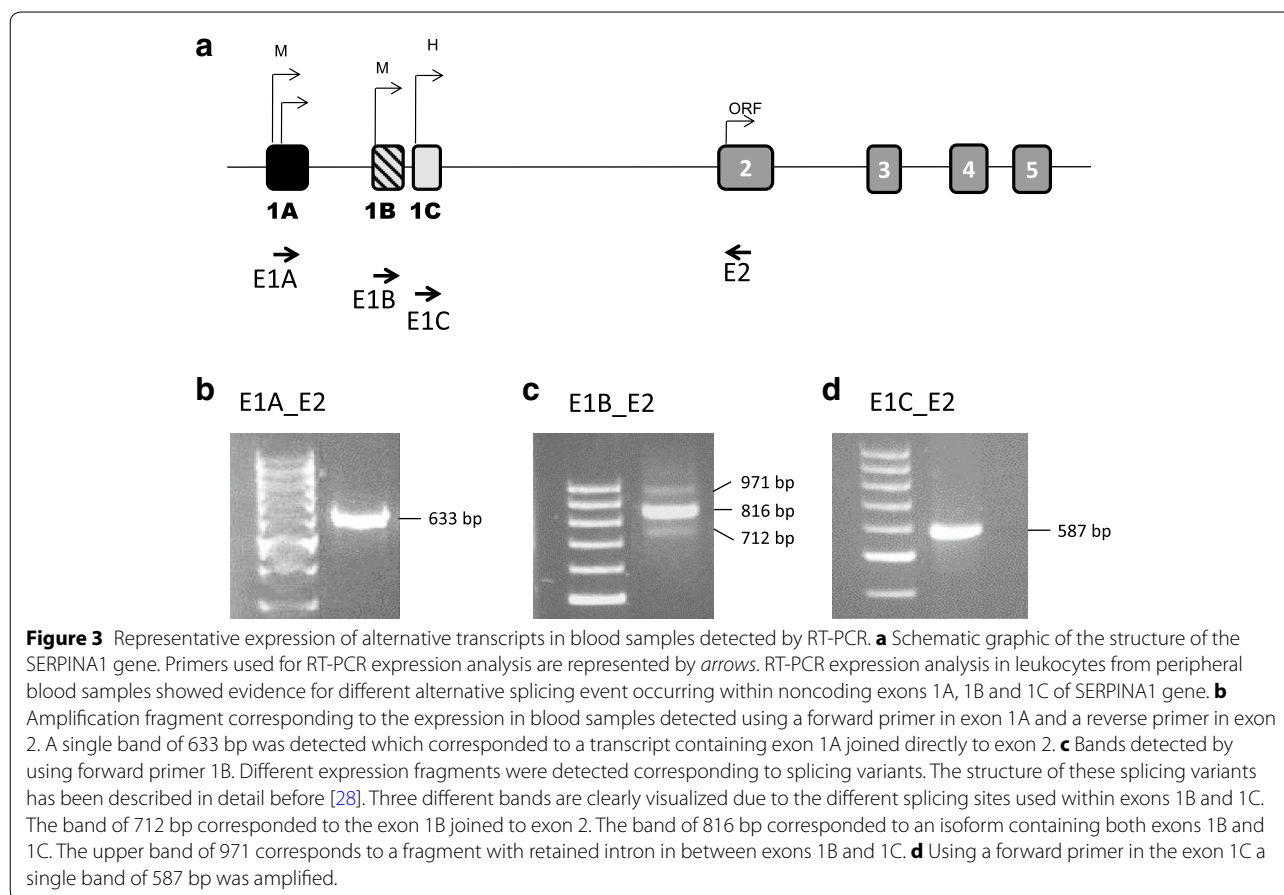 a
M
M
H
ORF
2
3
4
5
1A
1B
1C
E1A
E1B
E1C
E2
b
E1A_E2
633 bp
c
E1B_E2
971 bp
816 bp
712 bp
d
E1C_E2
587 bp
Figure 3 Representative expression of alternative transcripts in blood samples detected by RT-PCR. a Schematic graphic of the structure of the
SERPINA1 gene. Primers used for RT-PCR expression analysis are represented by arrows. RT-PCR expression analysis in leukocytes from peripheral
blood samples showed evidence for different alternative splicing event occurring within noncoding exons 1A, 1B and 1C of SERPINA1 gene. b
Amplification fragment corresponding to the expression in blood samples detected using a forward primer in exon 1A and a reverse primer in exon
2. A single band of 633 bp was detected which corresponded to a transcript containing exon 1A joined directly to exon 2. c Bands detected by
using forward primer 1B. Different expression fragments were detected corresponding to splicing variants. The structure of these splicing variants
has been described in detail before [28]. Three different bands are clearly visualized due to the different splicing sites used within exons 1B and 1C.
The band of 712 bp corresponded to the exon 1B joined to exon 2. The band of 816 bp corresponded to an isoform containing both exons 1B and
1C. The upper band of 971 corresponds to a fragment with retained intron in between exons 1B and 1C. d Using a forward primer in the exon 1C a
single band of 587 bp was amplified.